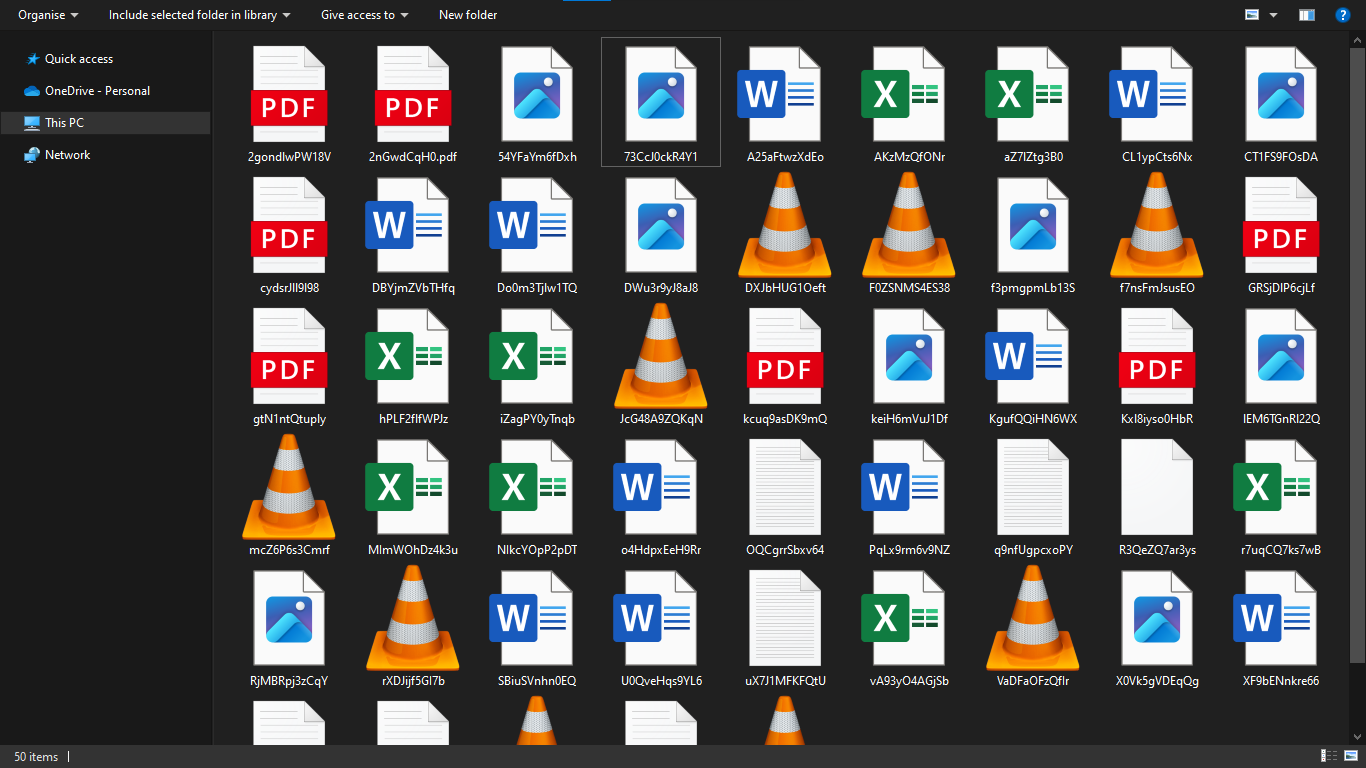 Organise Include selected folder in library Give access to New folder
Quick access
OneDrive - Personal
This PC
Network
PDF PDF W X X W
2gondIwPW18V 2nGwdCqH0.pdf 54YFaYm6fDxh 73CcJ0ckR4Y1 A25aFtwzXdEo AKzMzQfONr aZ7IZtg3B0 CL1ypCts6Nx CT1FS9FOsDA
PDF W W PDF
cydsrJIl9I98 DBYjmZVbTHfq Do0m3TjIw1TQ DWu3r9yJ8aJ8 DXJbHUG1Oeft F0ZSNMS4ES38 f3pmgpmLb13S f7nsFmJsusEO GRSjDIP6cjLf
PDF X X PDF W PDF
gtN1ntQtuply hPLF2fIfWPJz iZagPY0yTnqb JcG48A9ZQKqN kcuq9asDK9mQ keiH6mVuJ1Df KgufQQiHN6WX KxI8iyso0HbR lEM6TGnRI22Q
X X W W X
mcZ6P6s3Cmrf MImWOhDz4k3u NIkcYOpP2pDT o4HdpxEeH9Rr OQCgrrSbxv64 PqLx9rm6v9NZ q9nfUgpcxoPY R3QeZQ7ar3ys r7uqCQ7ks7wB
W W X W
RjMBRpj3zCqY rXDJijf5Gl7b SBiuSVnhn0EQ U0QveHqs9YL6 uX7J1MFKFQtU vA93yO4AGjSb VaDFaOFzQfIr X0Vk5gVDEqQg XF9bENnkre66
50 items